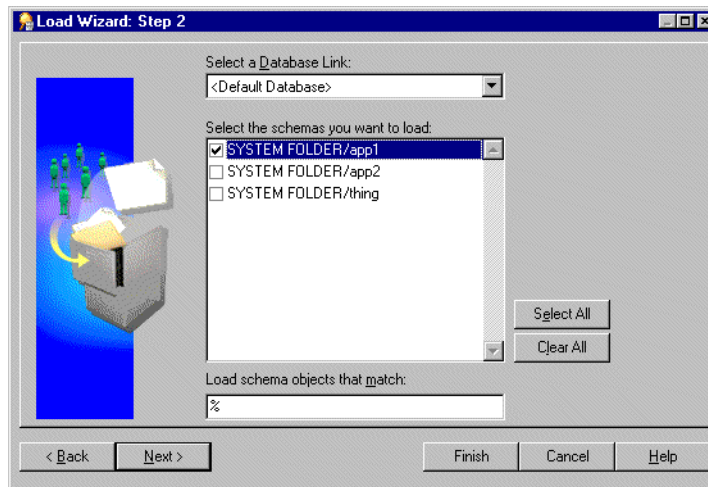 Load Wizard: Step 2
Select a Database Link:
<Default Database>
Select the schemas you want to load:
SYSTEM FOLDER/app1
SYSTEM FOLDER/app2
SYSTEM FOLDER/thing
Select All
Clear All
Load schema objects that match:
%
< Back Next > Finish Cancel Help